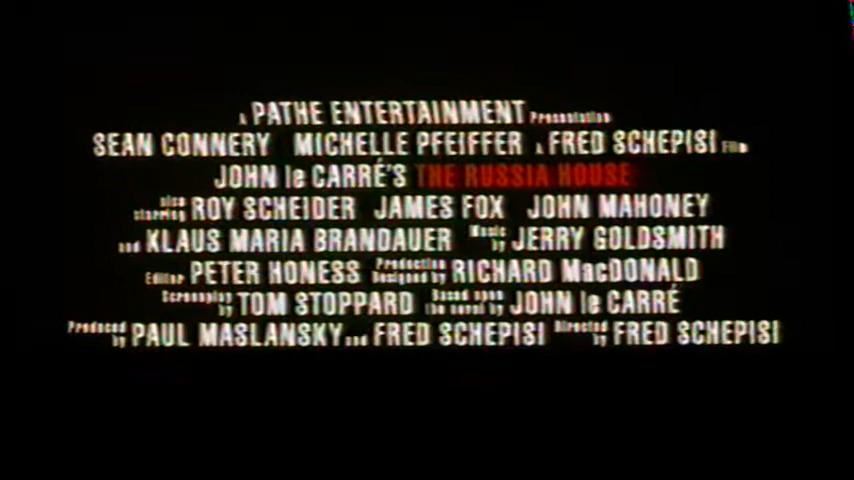 A PATHE ENTERTAINMENT Presentation
SEAN CONNERY MICHELLE PFEIFFER A FRED SCHEPISI Film
JOHN le CARRÉ'S THE RUSSIA HOUSE
also starring ROY SCHEIDER JAMES FOX JOHN MAHONEY
and KLAUS MARIA BRANDAUER Music by JERRY GOLDSMITH
Editor PETER HONESS Production Designed by RICHARD MacDONALD
Screenplay by TOM STOPPARD Based upon the novel by JOHN le CARRÉ
Produced by PAUL MASLANSKY and FRED SCHEPISI Directed by FRED SCHEPISI